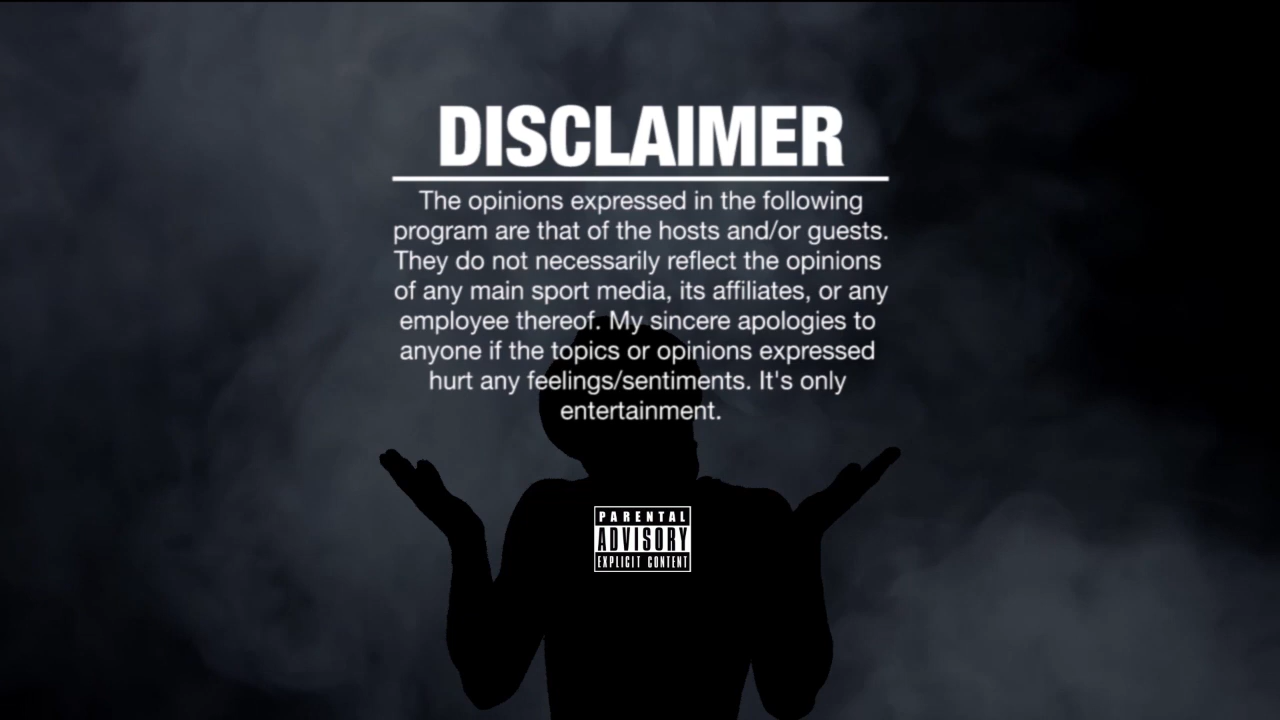 DISCLAIMER
The opinions expressed in the following
program are that of the hosts and/or guests.
They do not necessarily reflect the opinions
of any main sport media, its affiliates, or any
employee thereof. My sincere apologies to
anyone if the topics or opinions expressed
hurt any feelings/sentiments. It's only
entertainment.
PARENTAL
ADVISORY
EXPLICIT CONTENT